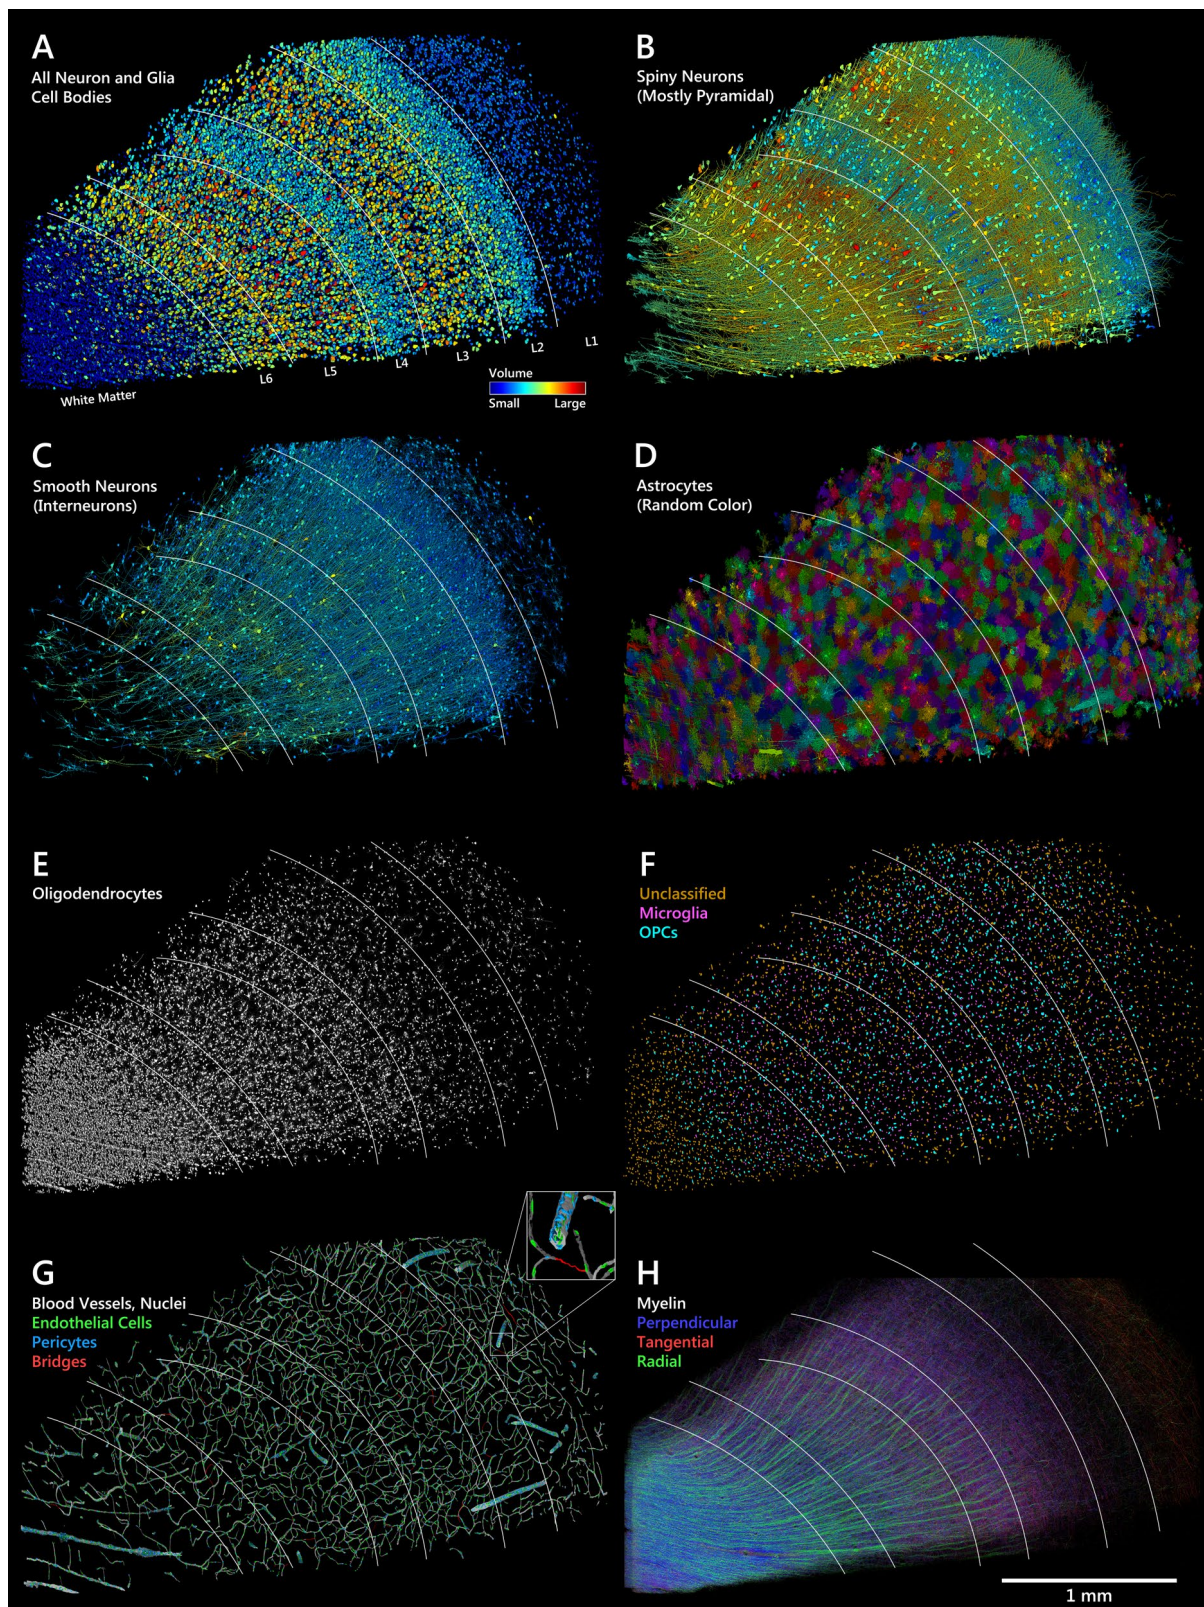 A
All Neuron and Glia
Cell Bodies
L1
L2
L3
L4
L5
L6
White Matter
Volume
Small Large
B
Spiny Neurons
(Mostly Pyramidal)
C
Smooth Neurons
(Interneurons)
D
Astrocytes
(Random Color)
E
Oligodendrocytes
F
Unclassified
Microglia
OPCs
G
Blood Vessels, Nuclei
Endothelial Cells
Pericytes
Bridges
H
Myelin
Perpendicular
Tangential
Radial
1 mm